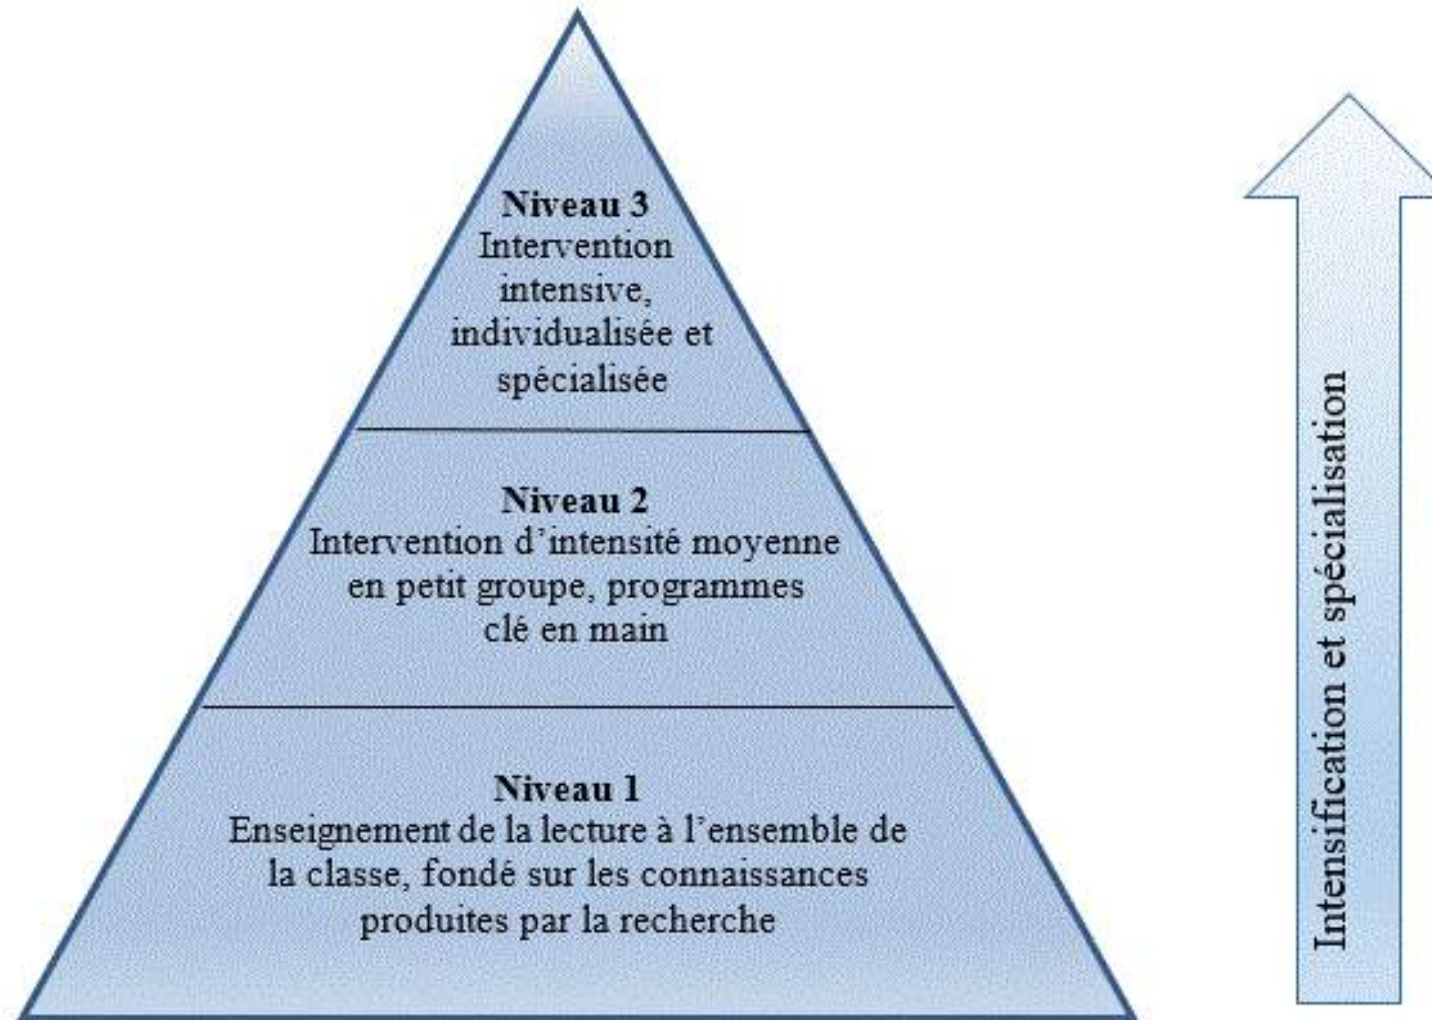 Niveau 3
Intervention
intensive,
individualisée et
spécialisée
Niveau 2
Intervention d’intensité moyenne
en petit groupe, programmes
clé en main
Niveau 1
Enseignement de la lecture à l’ensemble de
la classe, fondé sur les connaissances
produites par la recherche
Intensification et spécialisation